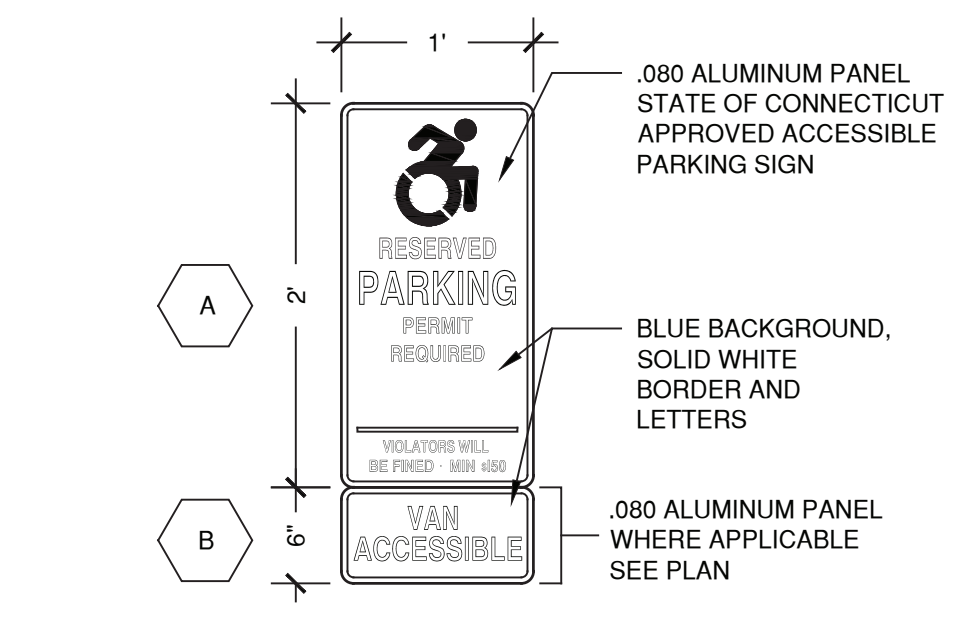 1'
.080 ALUMINUM PANEL
STATE OF CONNECTICUT
APPROVED ACCESSIBLE
PARKING SIGN
RESERVED
PARKING
PERMIT
REQUIRED
2'
A
BLUE BACKGROUND,
SOLID WHITE
BORDER AND
LETTERS
VIOLATORS WILL
BE FINED · MIN $150
VAN
ACCESSIBLE
6"
B
.080 ALUMINUM PANEL
WHERE APPLICABLE
SEE PLAN